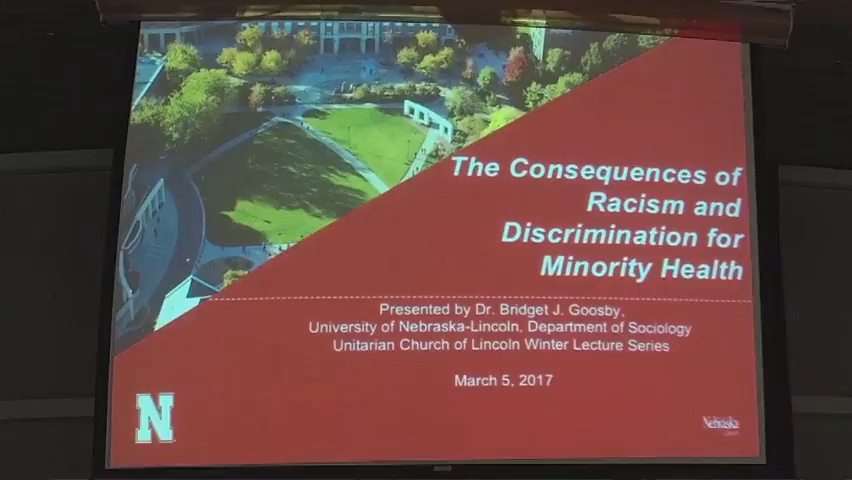 The Consequences of
Racism and
Discrimination for
Minority Health
Presented by Dr. Bridget J. Goosby,
University of Nebraska-Lincoln, Department of Sociology
Unitarian Church of Lincoln Winter Lecture Series
March 5, 2017
N
Nebraska